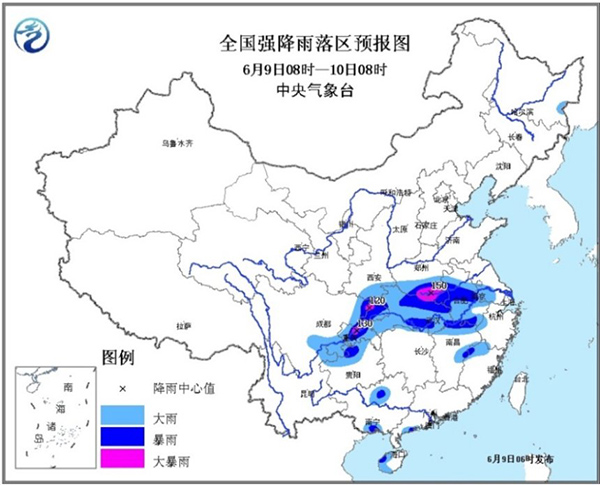 全国强降雨落区预报图
6月9日08时—10日08时
中央气象台
哈尔滨
长春
乌鲁木齐
沈阳
呼和浩特
北京
天津
银川
太原
石家庄
济南
西宁
兰州
郑州
西安
150
120
合肥
南京
上海
拉萨
成都
130
重庆
杭州
南昌
长沙
贵阳
福州
台北
昆明
南宁
香港
澳门
海口
图例
降雨中心值
大雨
暴雨
大暴雨
南
海
诸
岛
6月9日06时发布